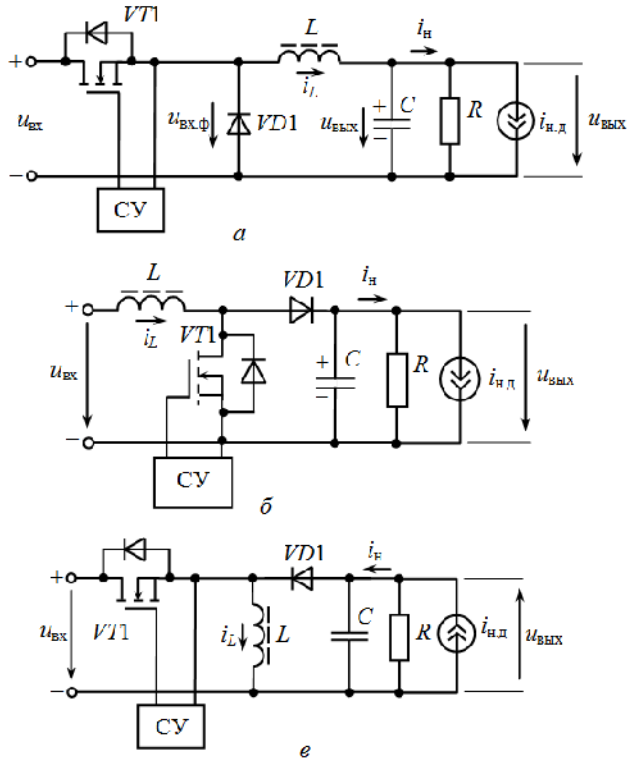 VT1
L
iн
+
iL
+
uвх
uвх.ф
VD1
uвых
C
R
iн.д
uвых
−
−
СУ
а
L
VD1
iн
+
iL
VT1
+
C
R
iн.д
uвх
uвых
−
−
СУ
б
VD1
iн
+
uвх
VT1
iL
L
C
R
iн.д
uвых
−
СУ
в